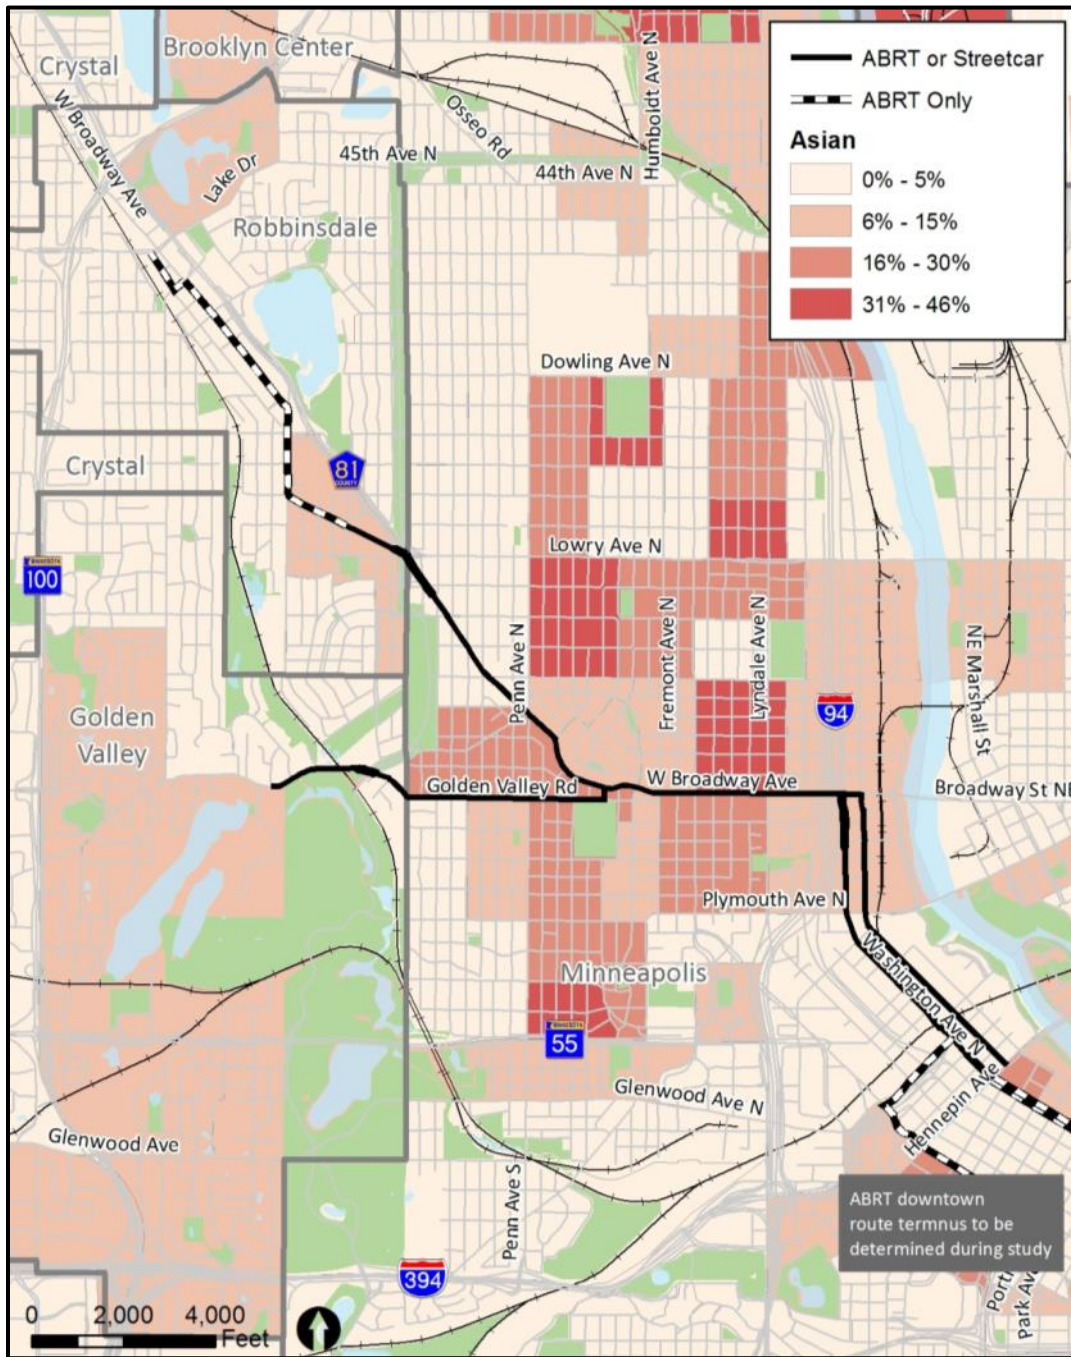 Brooklyn Center
Crystal
W Broadway Ave
Osseo Rd
Humboldt Ave N
45th Ave N
44th Ave N
Lake Dr
Robbinsdale
ABRT or Streetcar
ABRT Only
Asian
0% - 5%
6% - 15%
16% - 30%
31% - 46%
Dowling Ave N
Crystal
81
COUNTY
Lowry Ave N
MINNESOTA
100
Penn Ave N
Fremont Ave N
Lyndale Ave N
NE Marshall St
Golden
Valley
94
Golden Valley Rd
W Broadway Ave
Broadway St NE
Plymouth Ave N
Washington Ave N
Minneapolis
MINNESOTA
55
Hennepin Ave
Glenwood Ave N
Glenwood Ave
Penn Ave S
ABRT downtown
route termnus to be
determined during study
394
Park Ave
0 2,000 4,000
Feet